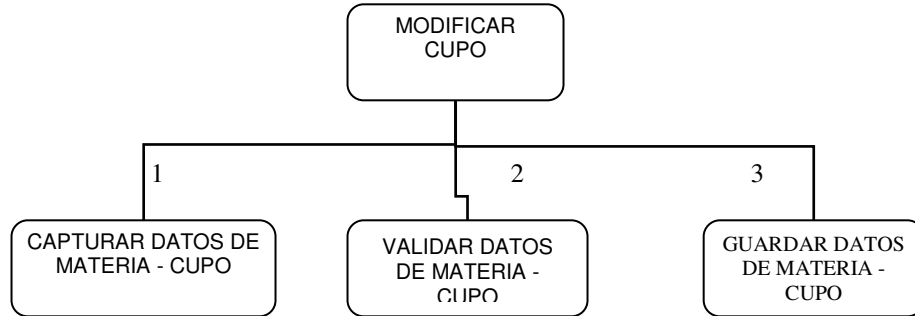 MODIFICAR
CUPO
1
2
3
CAPTURAR DATOS DE
MATERIA - CUPO
VALIDAR DATOS
DE MATERIA -
CUPO
GUARDAR DATOS
DE MATERIA -
CUPO